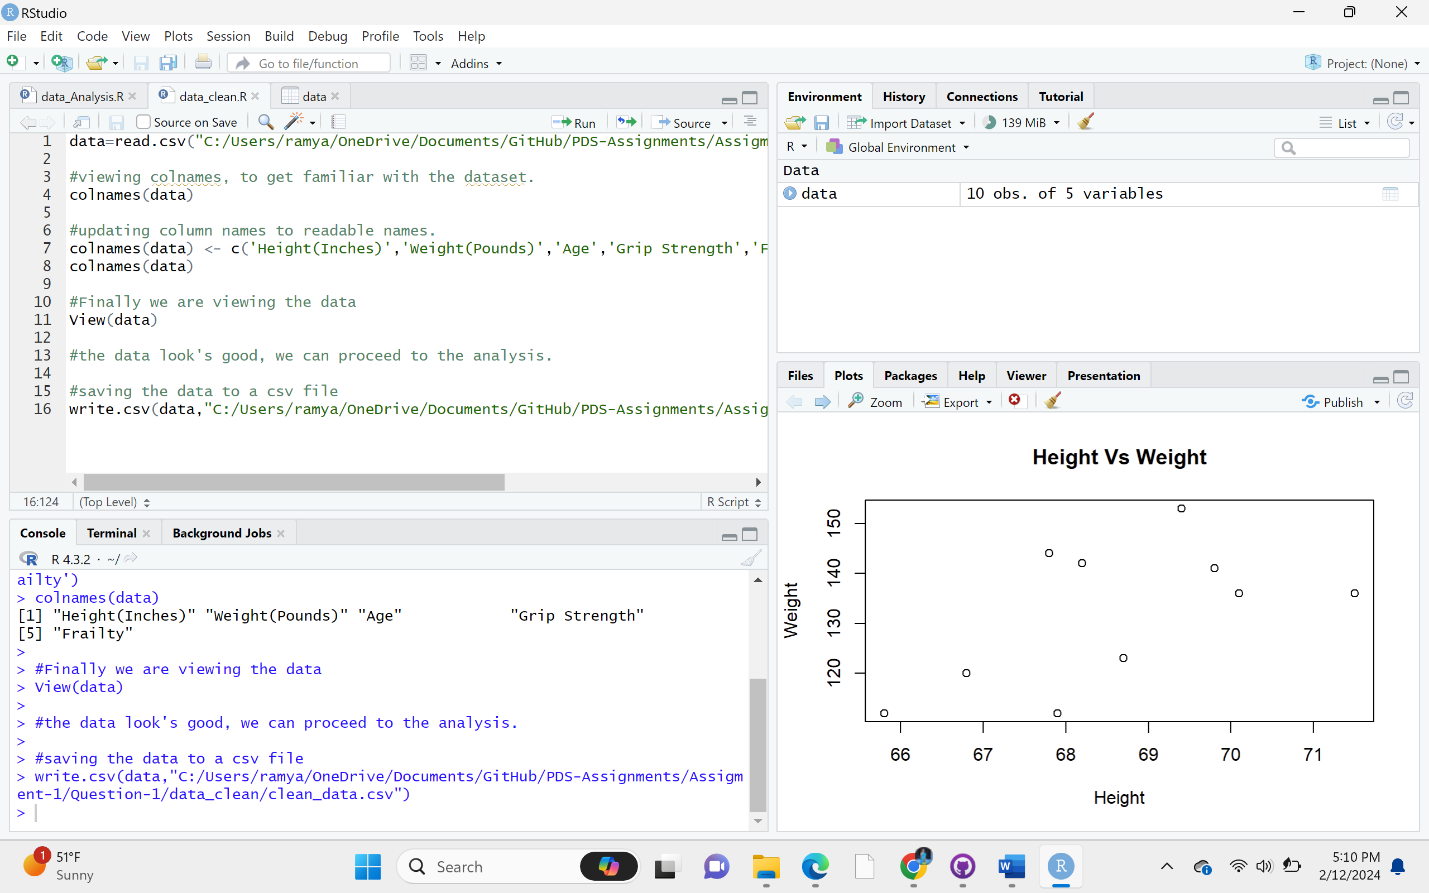 RStudio
File Edit Code View Plots Session Build Debug Profile Tools Help
Go to file/function Addins Project: (None)
data_Analysis.R data_clean.R data
Source on Save Run Source
1 data=read.csv("C:/Users/ramya/OneDrive/Documents/GitHub/PDS-Assignments/Assigm
2
3 #viewing colnames, to get familiar with the dataset.
4 colnames(data)
5
6 #updating column names to readable names.
7 colnames(data) <- c('Height(Inches)','Weight(Pounds)','Age','Grip Strength','F
8 colnames(data)
9
10 #Finally we are viewing the data
11 View(data)
12
13 #the data look's good, we can proceed to the analysis.
14
15 #saving the data to a csv file
16 write.csv(data,"C:/Users/ramya/OneDrive/Documents/GitHub/PDS-Assignments/Assig
16:124 (Top Level) R Script
Console Terminal Background Jobs
R 4.3.2 · ~/
ailty')
> colnames(data)
[1] "Height(Inches)" "Weight(Pounds)" "Age" "Grip Strength"
[5] "Frailty"
>
> #Finally we are viewing the data
> View(data)
>
> #the data look's good, we can proceed to the analysis.
>
> #saving the data to a csv file
> write.csv(data,"C:/Users/ramya/OneDrive/Documents/GitHub/PDS-Assignments/Assigm
ent-1/Question-1/data_clean/clean_data.csv")
>
Environment History Connections Tutorial
Import Dataset 139 MiB List
R Global Environment
Data
data 10 obs. of 5 variables
Files Plots Packages Help Viewer Presentation
Zoom Export Publish
Height Vs Weight
Weight
150
140
130
120
66 67 68 69 70 71
Height
1 51°F
Sunny
Search
5:10 PM
2/12/2024